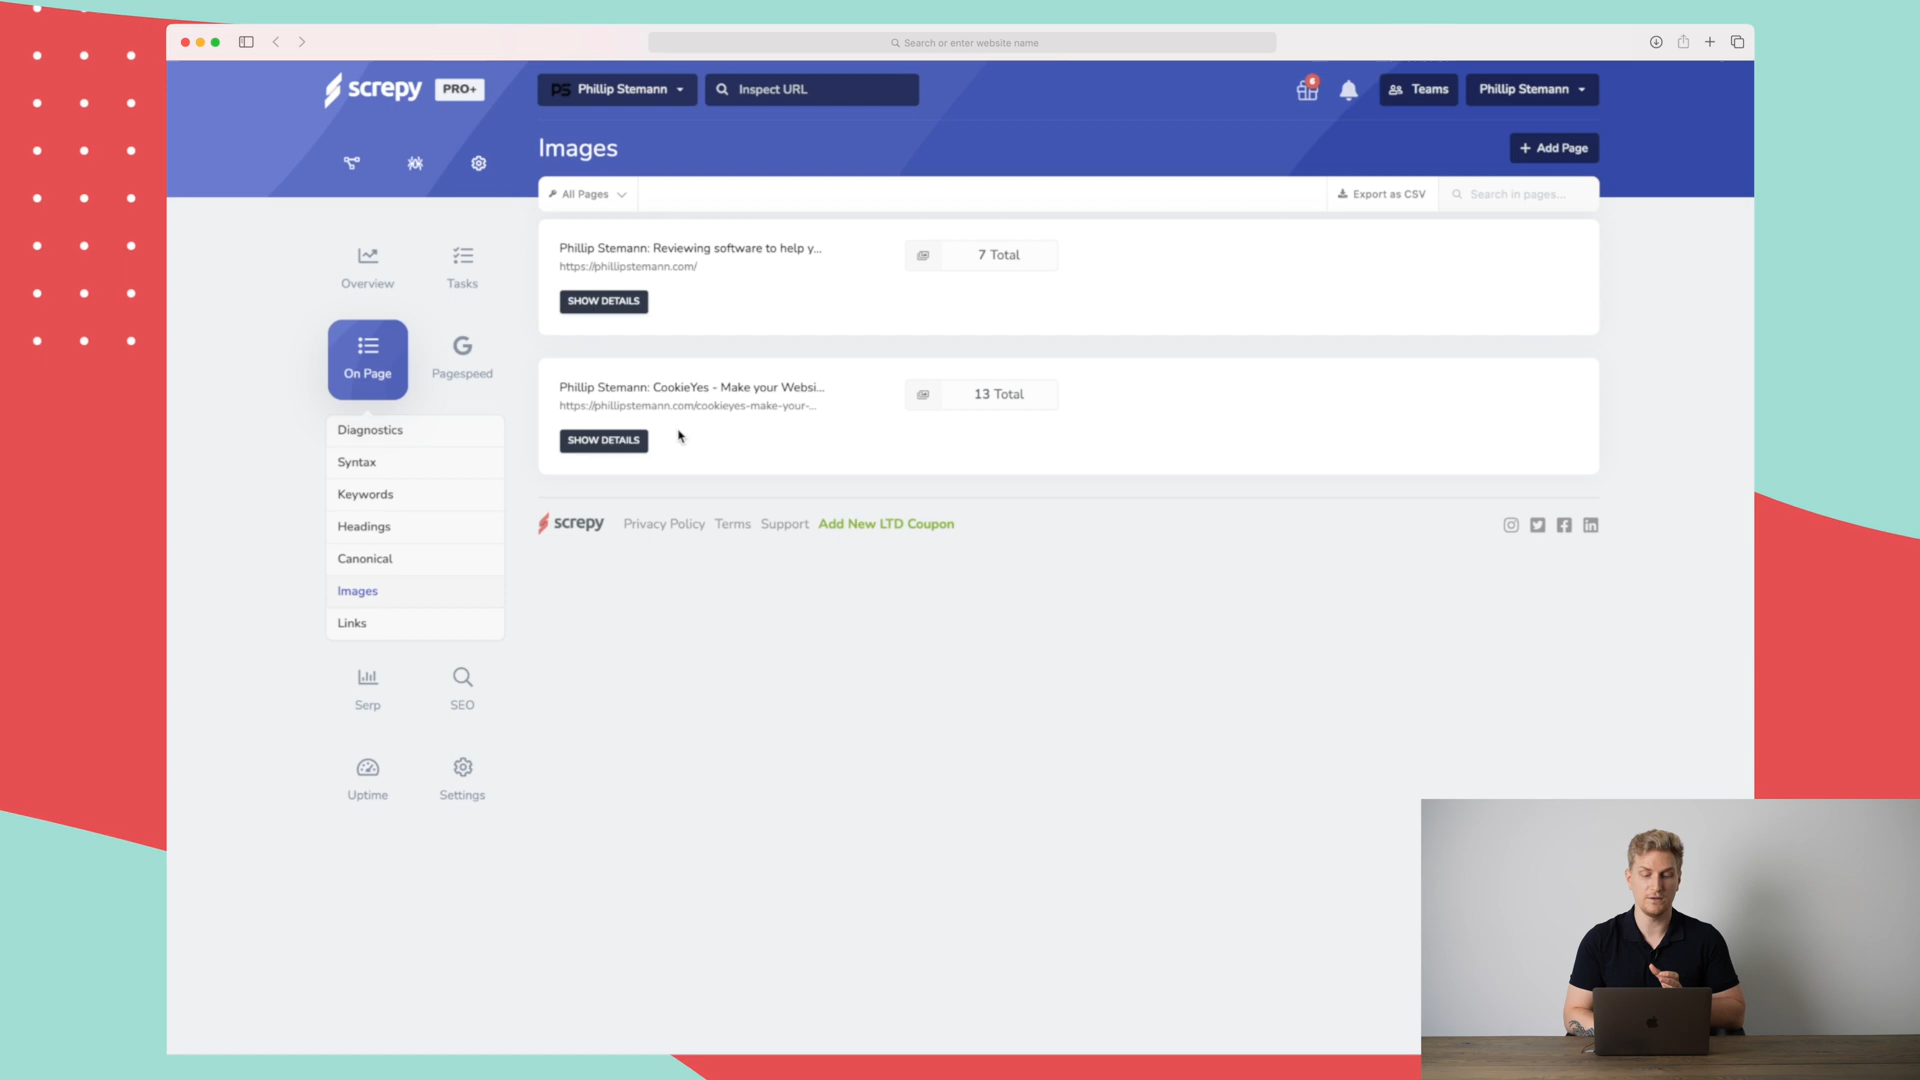 Search or enter website name
screpy PRO+
PS Phillip Stemann
Inspect URL
6
Teams
Phillip Stemann
Images
+ Add Page
All Pages
Export as CSV
Search in pages...
Overview
Tasks
On Page
Pagespeed
Diagnostics
Syntax
Keywords
Headings
Canonical
Images
Links
Serp
SEO
Uptime
Settings
Phillip Stemann: Reviewing software to help y...
https://phillipstemann.com/
7 Total
SHOW DETAILS
Phillip Stemann: CookieYes - Make your Websi...
https://phillipstemann.com/cookieyes-make-your-...
13 Total
SHOW DETAILS
screpy Privacy Policy Terms Support Add New LTD Coupon